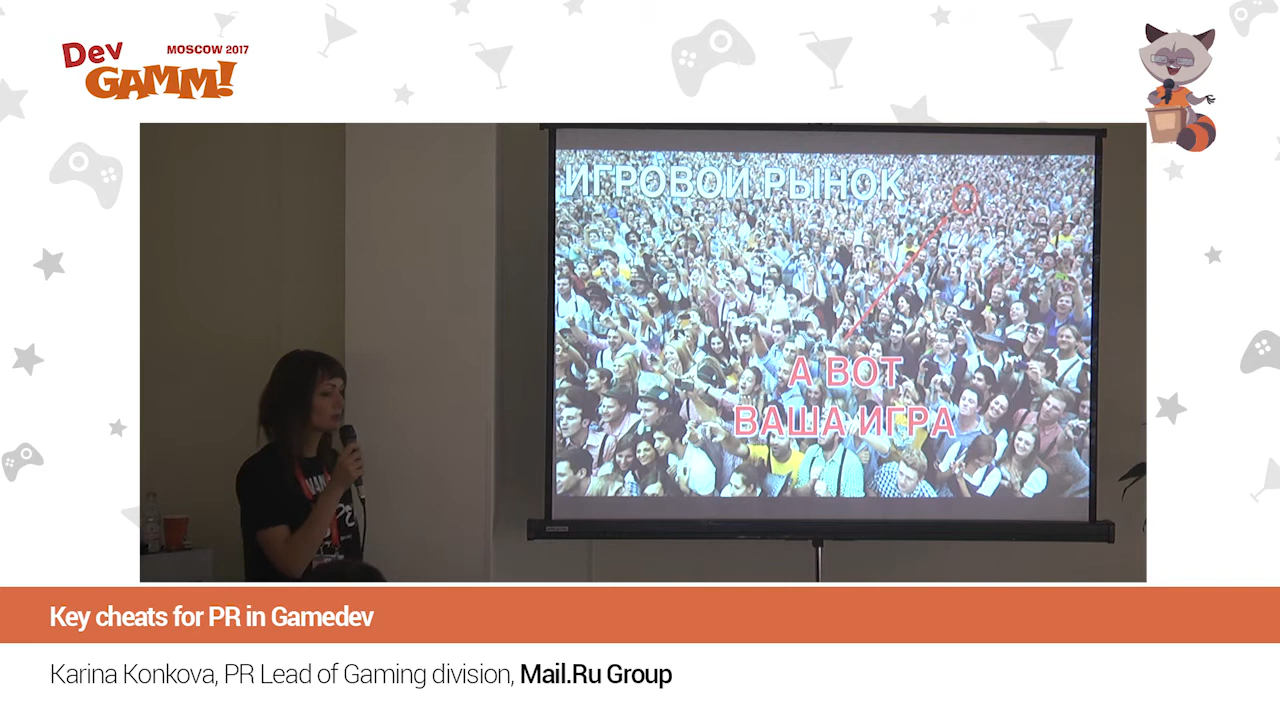 Dev
MOSCOW 2017
GAMM!
ИГРОВОЙ РЫНОК
А ВОТ
ВАША ИГРА
Key cheats for PR in Gamedev
Karina Konkova, PR Lead of Gaming division, Mail.Ru Group